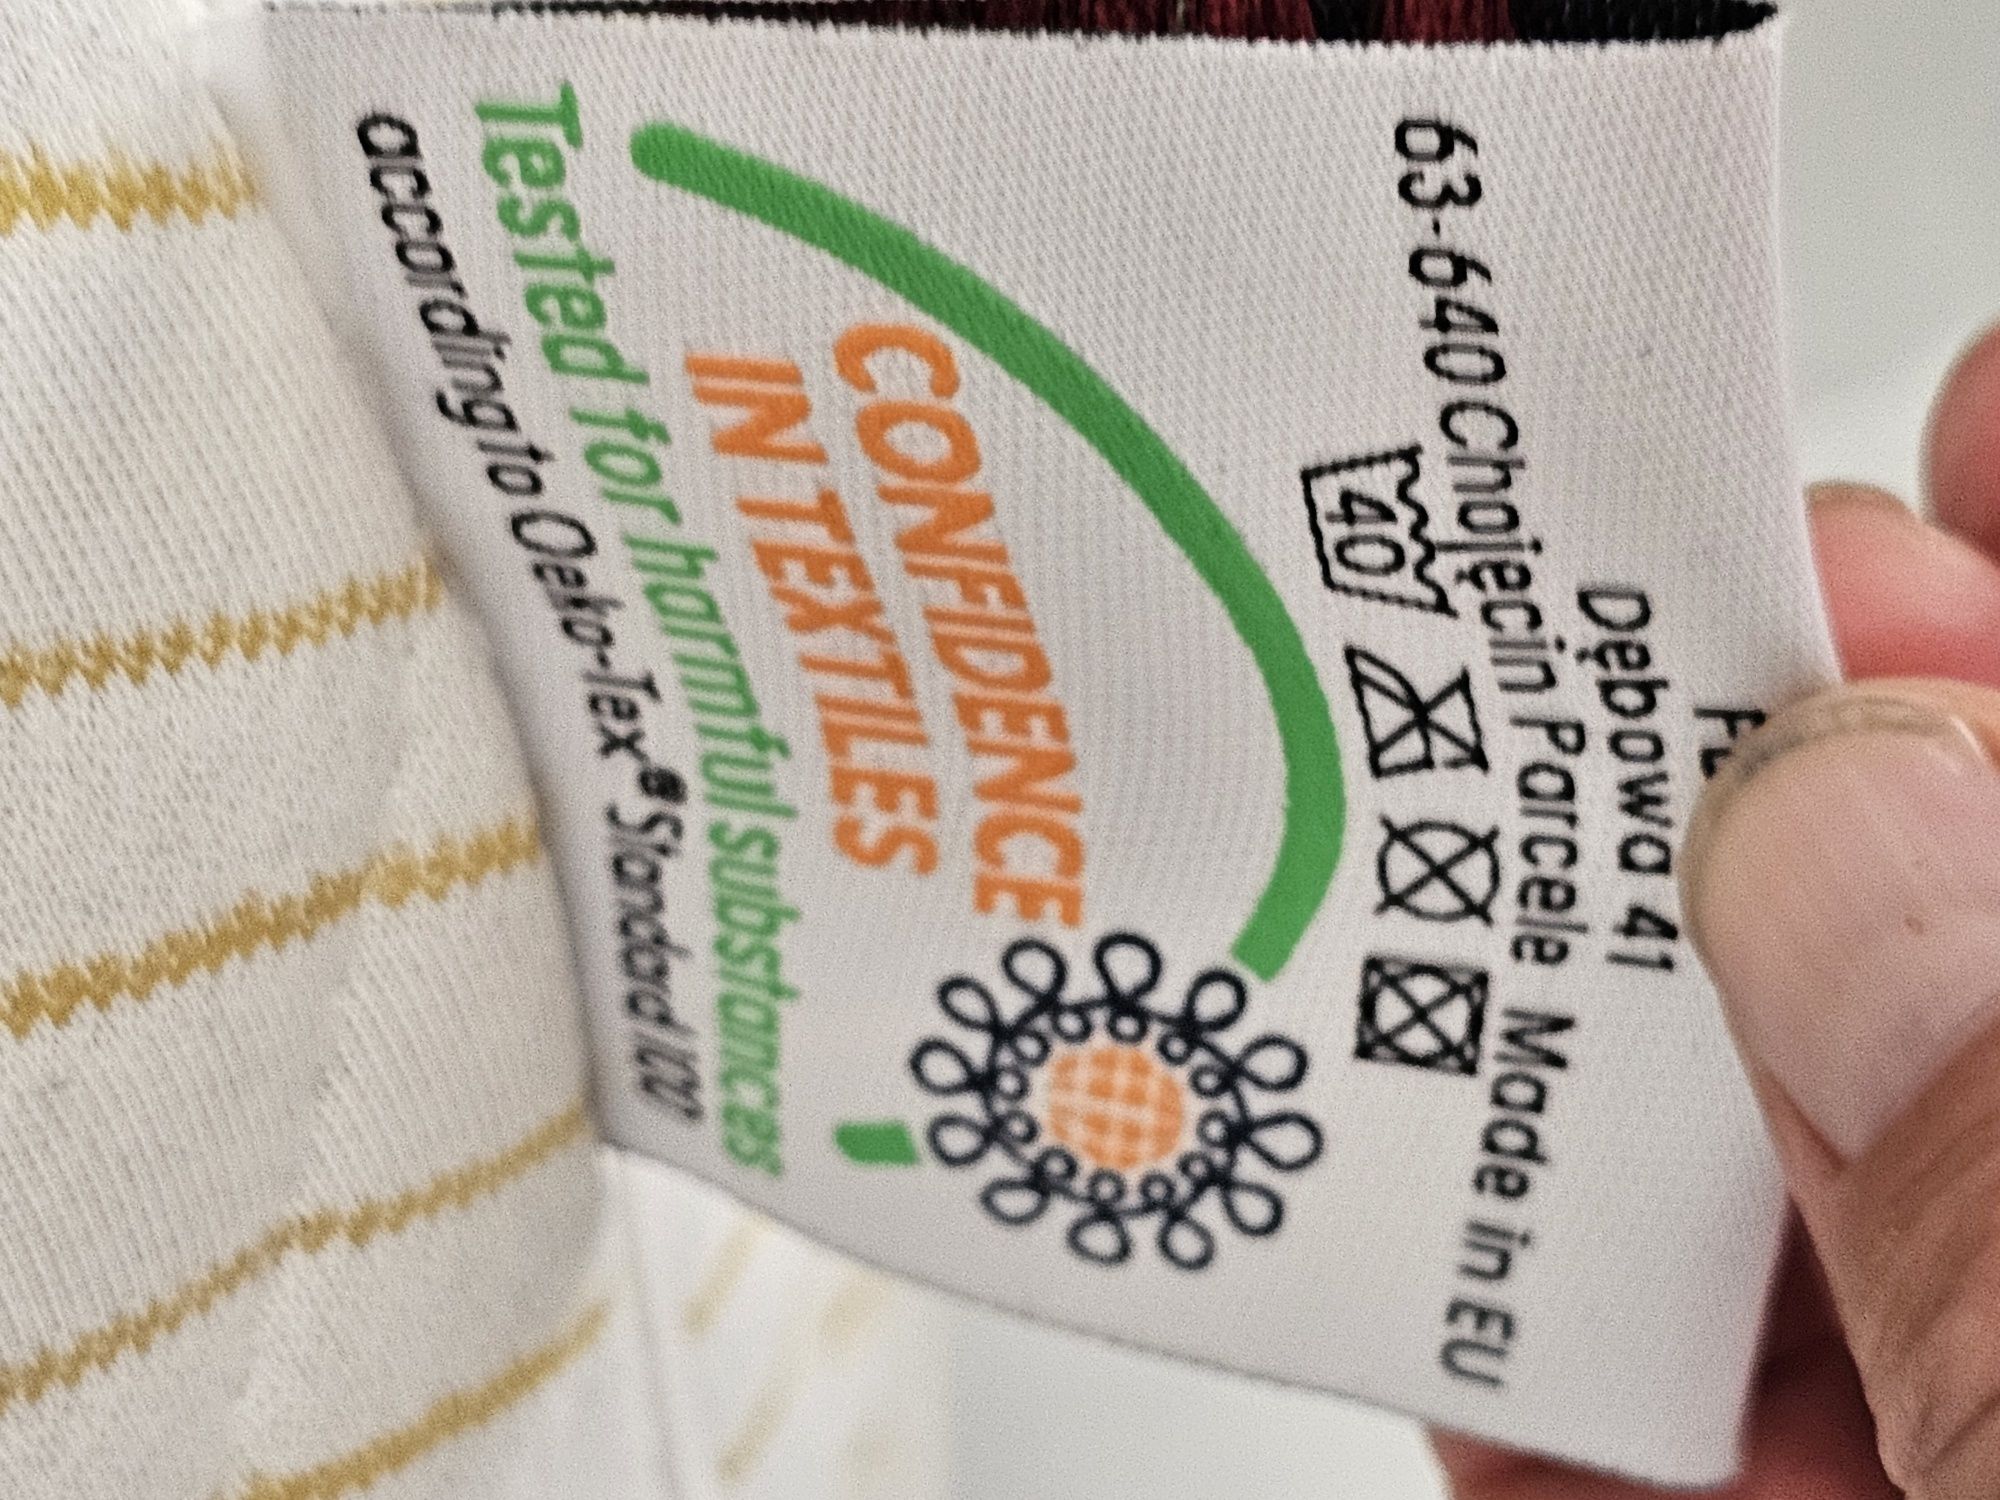 Dębowa 41
63-640 Chojęcin Parcele Made in EU
40
CONFIDENCE
IN TEXTILES
Tested for harmful substances
according to Oeko-Tex® Standard 100